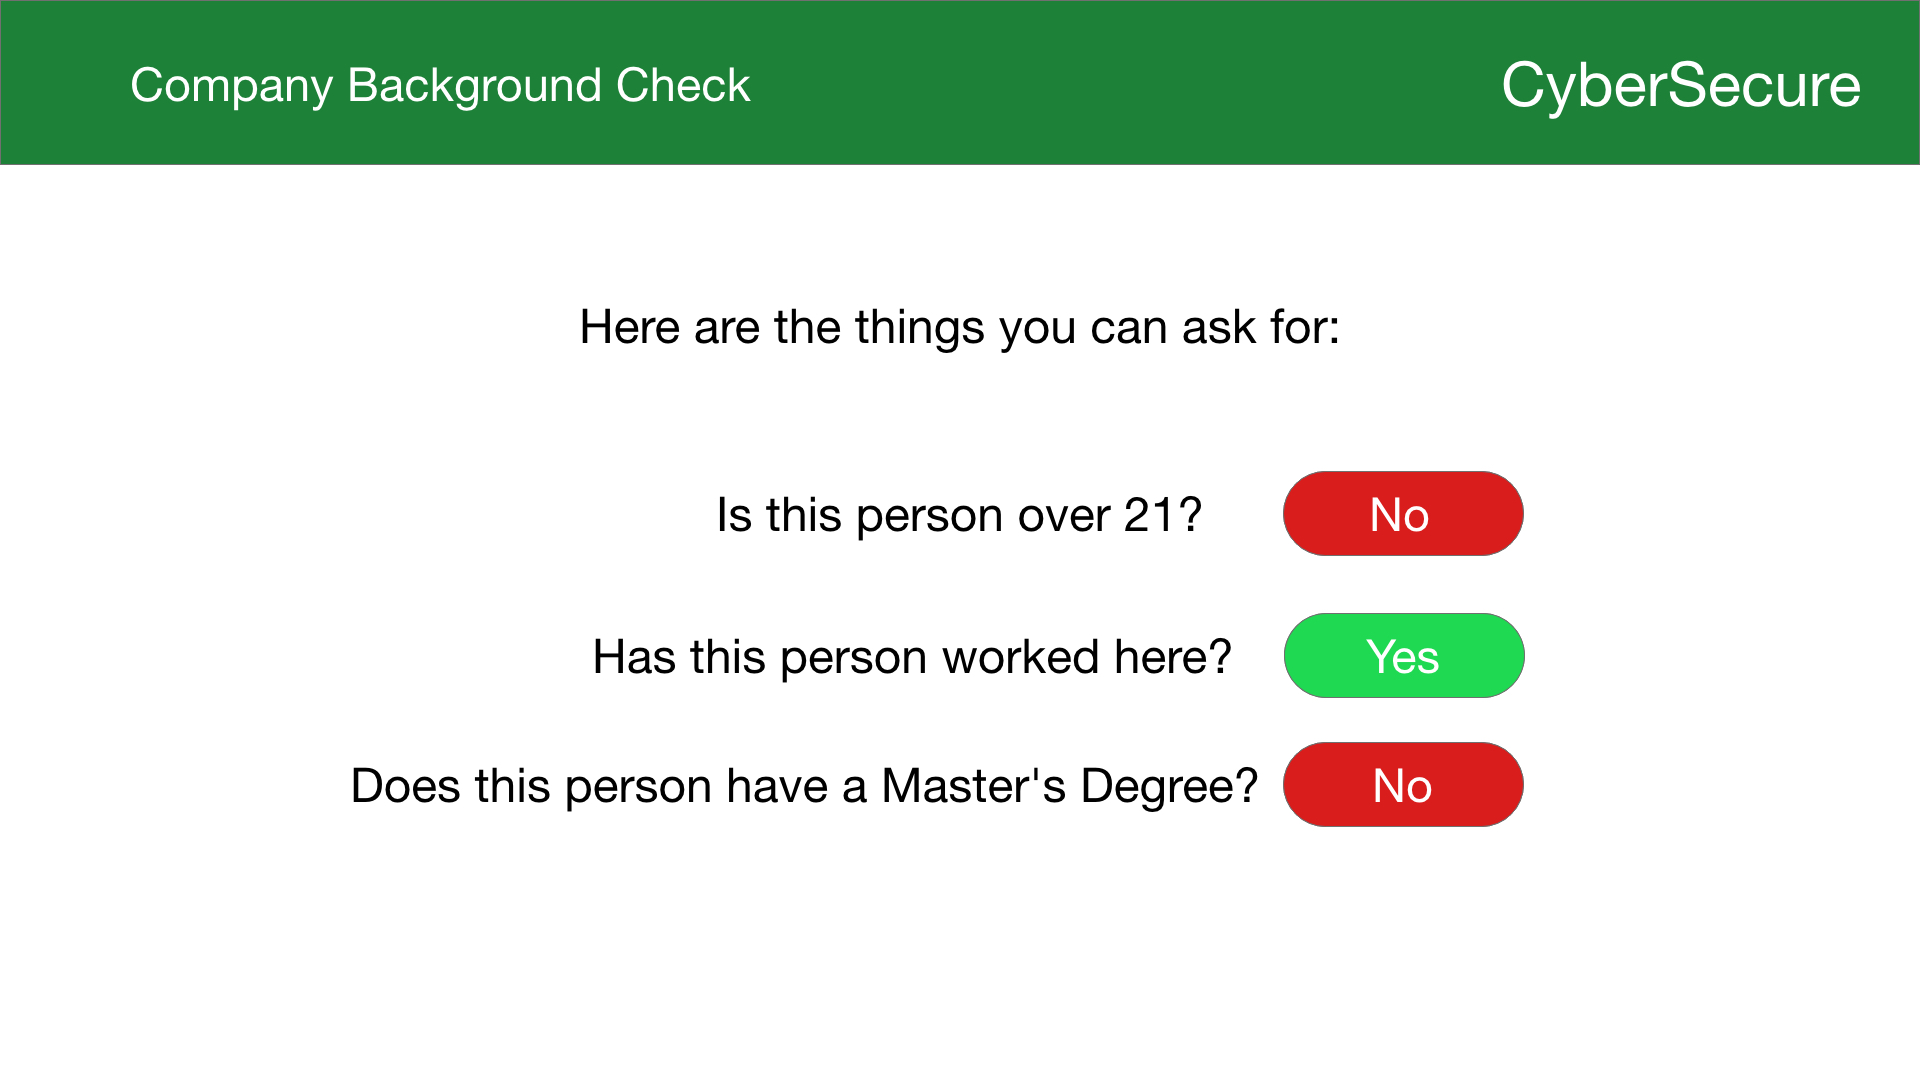 Company Background Check
CyberSecure
Here are the things you can ask for:
Is this person over 21?
No
Has this person worked here?
Yes
Does this person have a Master's Degree?
No